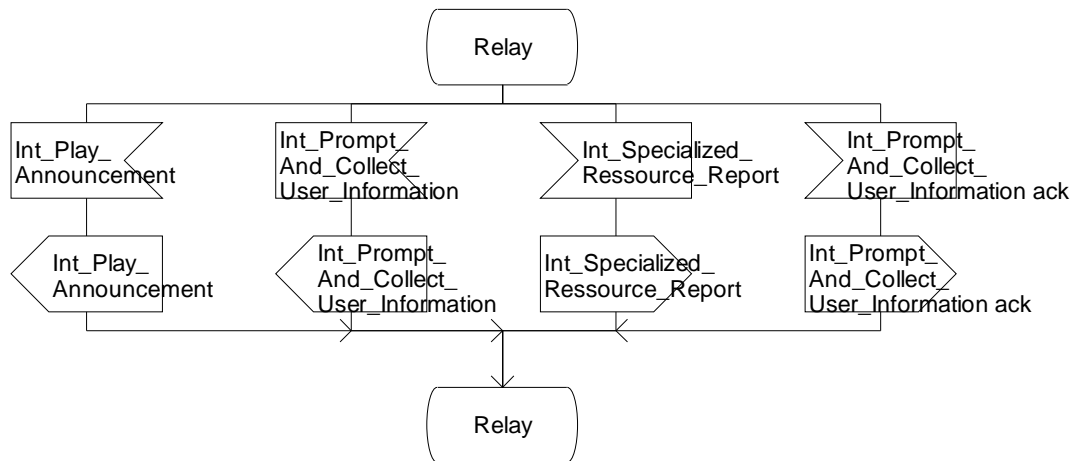 Relay
Int_Play_
Announcement
Int_Prompt_
And_Collect_
User_Information
Int_Specialized_
Ressource_Report
Int_Prompt_
And_Collect_
User_Information ack
Int_Play_
Announcement
Int_Prompt_
And_Collect_
User_Information
Int_Specialized_
Ressource_Report
Int_Prompt_
And_Collect_
User_Information ack
Relay